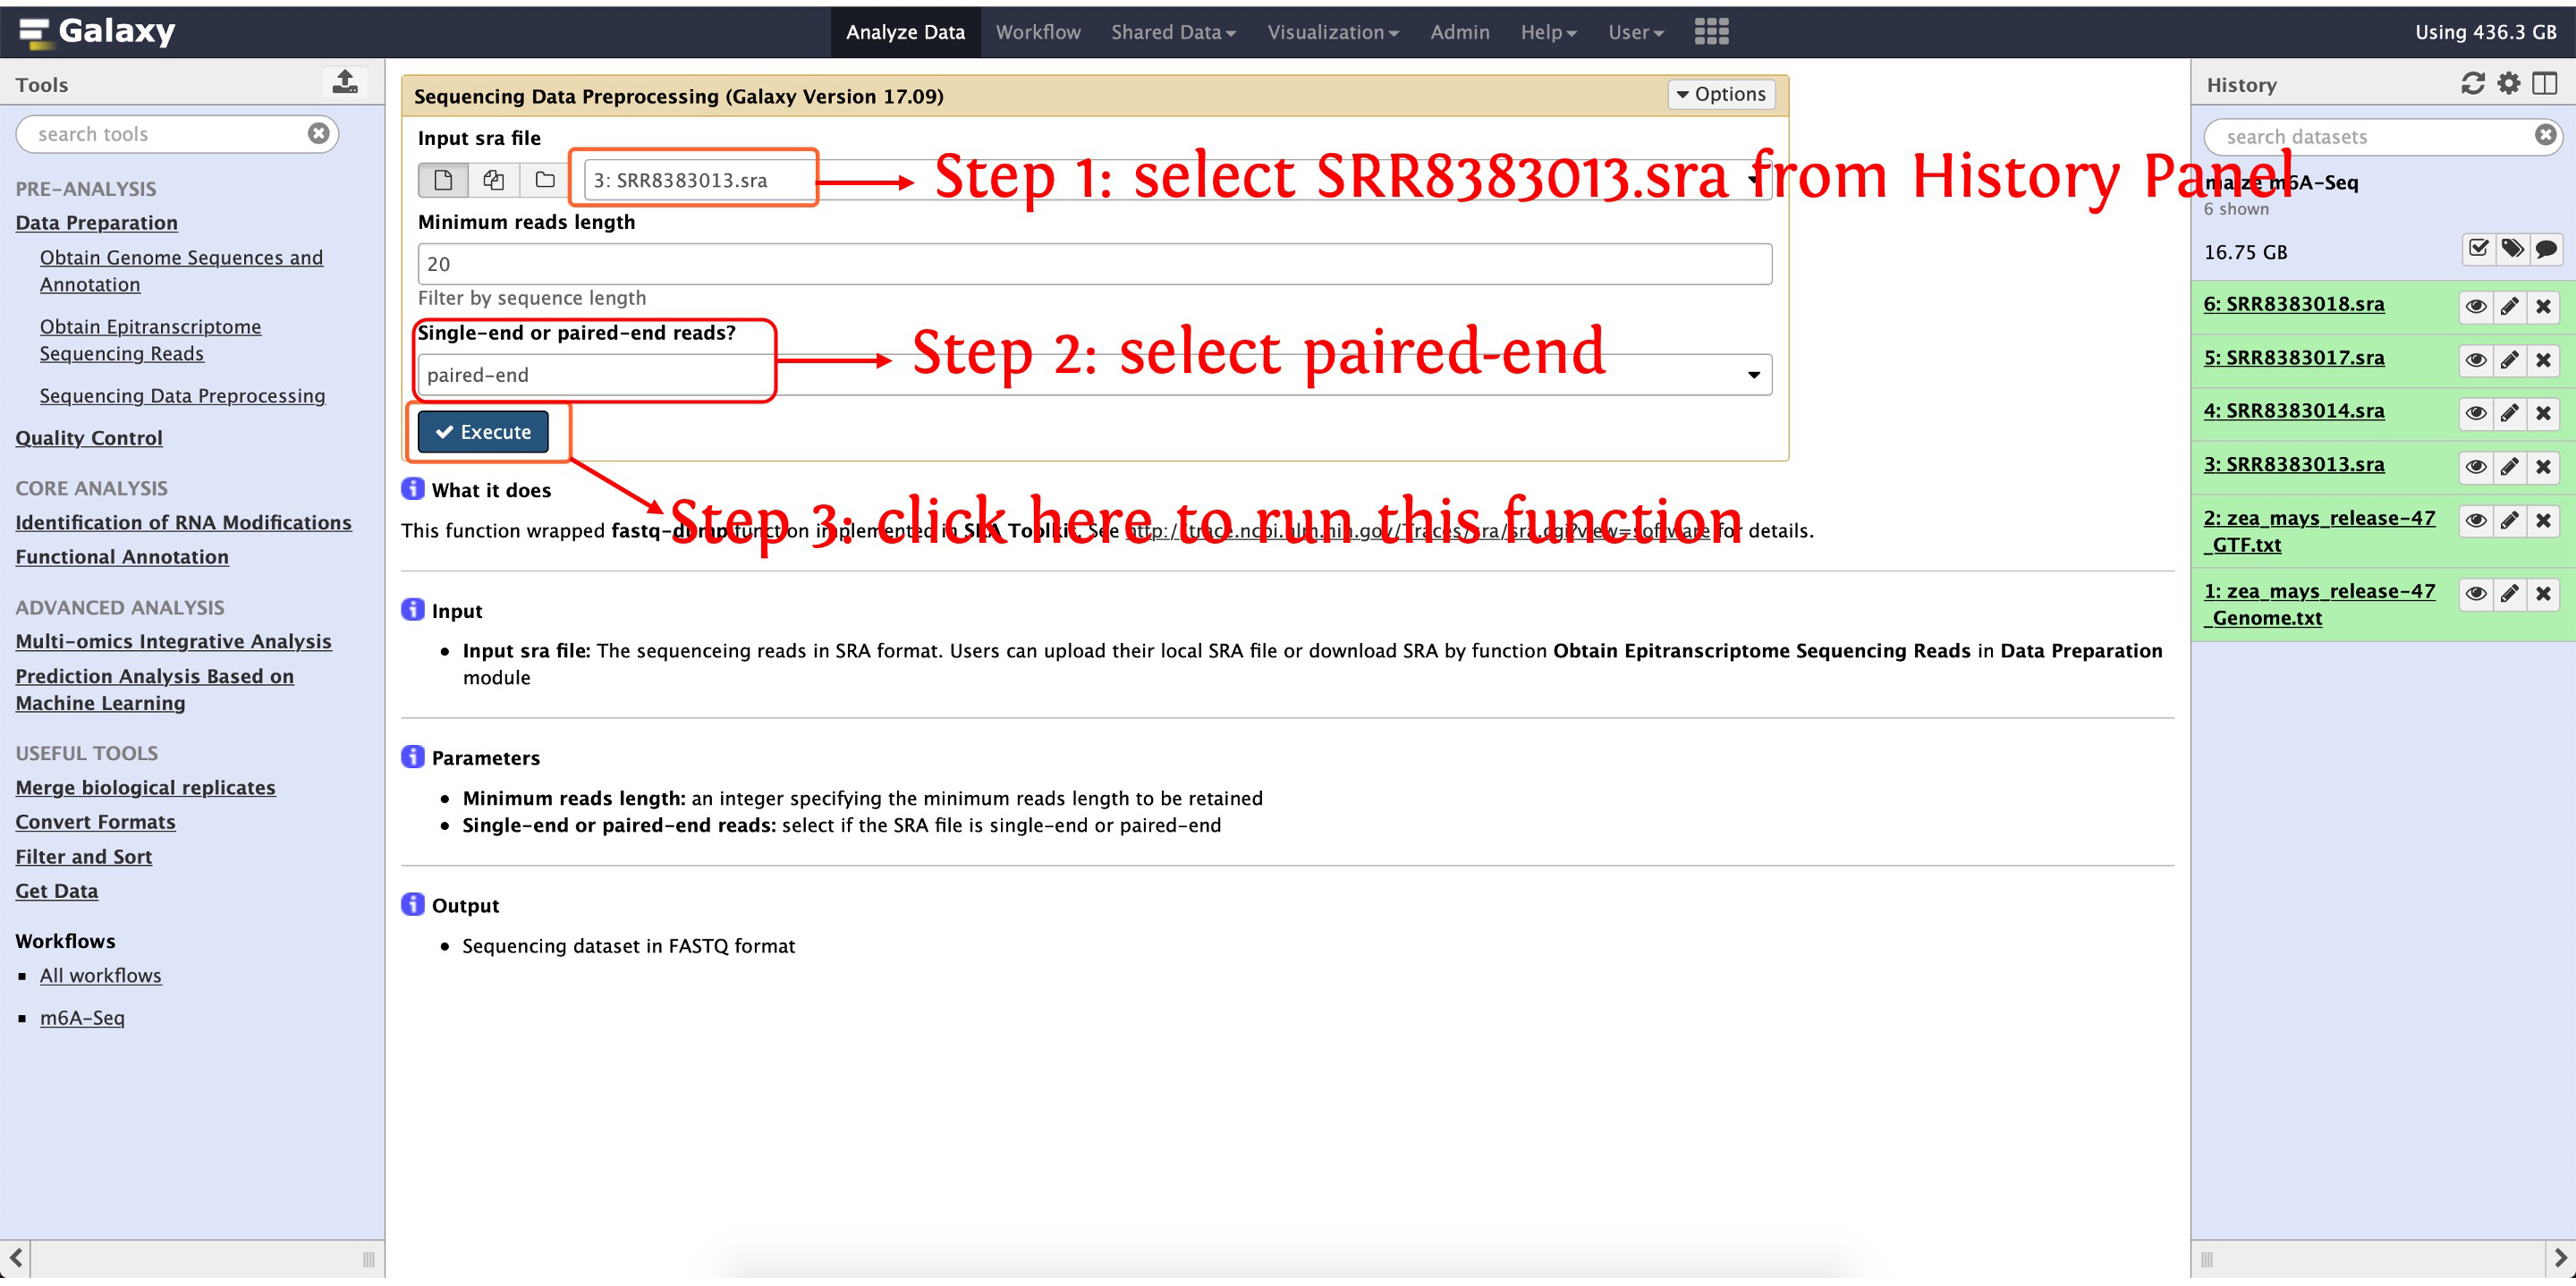 Galaxy
Analyze Data
Workflow
Shared Data
Visualization
Admin
Help
User
Using 436.3 GB
Tools
search tools
PRE-ANALYSIS
Data Preparation
Obtain Genome Sequences and
Annotation
Obtain Epitranscriptome
Sequencing Reads
Sequencing Data Preprocessing
Quality Control
CORE ANALYSIS
Identification of RNA Modifications
Functional Annotation
ADVANCED ANALYSIS
Multi-omics Integrative Analysis
Prediction Analysis Based on
Machine Learning
USEFUL TOOLS
Merge biological replicates
Convert Formats
Filter and Sort
Get Data
Workflows
All workflows
m6A-Seq
Sequencing Data Preprocessing (Galaxy Version 17.09)
Options
Input sra file
3: SRR8383013.sra
Step 1: select SRR8383013.sra from History Panel
Minimum reads length
20
Filter by sequence length
Single-end or paired-end reads?
paired-end
Step 2: select paired-end
Execute
Step 3: click here to run this function
What it does
This function wrapped fastq-dump function implemented in SRA Toolkit. See http://trace.ncbi.nlm.nih.gov/Traces/sra/sra.cgi?view=software for details.
Input
Input sra file: The sequenceing reads in SRA format. Users can upload their local SRA file or download SRA by function Obtain Epitranscriptome Sequencing Reads in Data Preparation
module
Parameters
Minimum reads length: an integer specifying the minimum reads length to be retained
Single-end or paired-end reads: select if the SRA file is single-end or paired-end
Output
Sequencing dataset in FASTQ format
History
search datasets
maize m6A-Seq
6 shown
16.75 GB
6: SRR8383018.sra
5: SRR8383017.sra
4: SRR8383014.sra
3: SRR8383013.sra
2: zea_mays_release-47
_GTF.txt
1: zea_mays_release-47
_Genome.txt